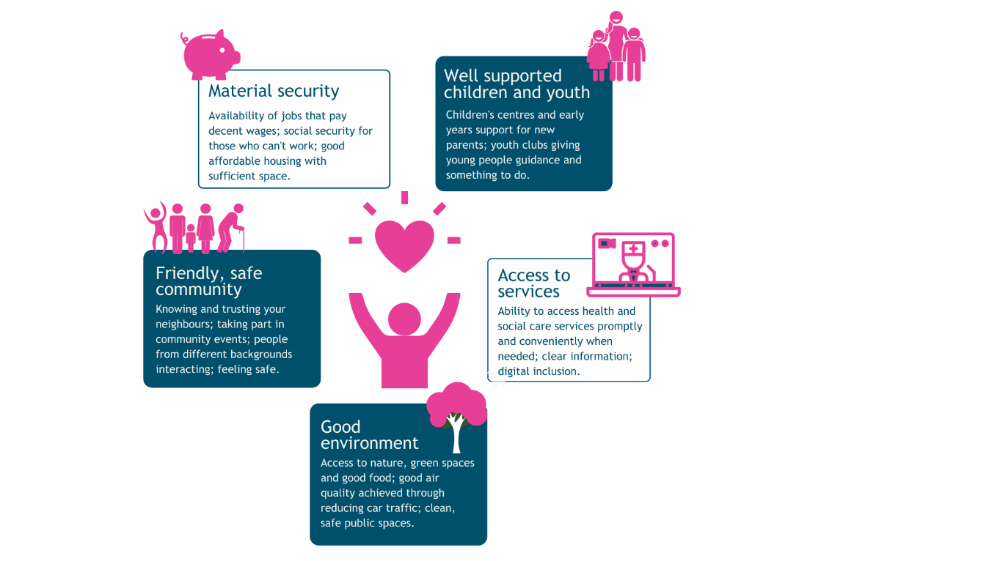 Material security
Availability of jobs that pay
decent wages; social security for
those who can't work; good
affordable housing with
sufficient space.
Well supported
children and youth
Children's centres and early
years support for new
parents; youth clubs giving
young people guidance and
something to do.
Friendly, safe
community
Knowing and trusting your
neighbours; taking part in
community events; people
from different backgrounds
interacting; feeling safe.
Access to
services
Ability to access health and
social care services promptly
and conveniently when
needed; clear information;
digital inclusion.
Good
environment
Access to nature, green spaces
and good food; good air
quality achieved through
reducing car traffic; clean,
safe public spaces.